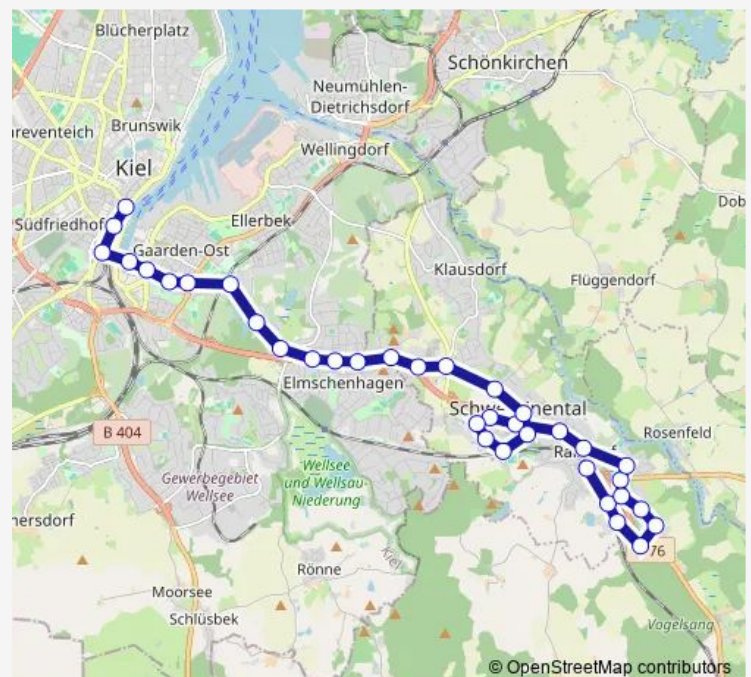 Blücherplatz
Schönkirchen
Neumühlen-
Dietrichsdorf
reventeich
Brunswik
Wellingdorf
Kiel
Dob
Südfriedhof
Ellerbek
Gaarden-Ost
Klausdorf
Flüggendorf
Elmschenhagen
B 404
Rosenfeld
Wellsee
und Wellsau-
Niederung
Gewerbegebiet
Wellsee
76
Rönne
Kiel
Moorsee
Schlüsbek
Vogelsang
© OpenStreetMap contributors